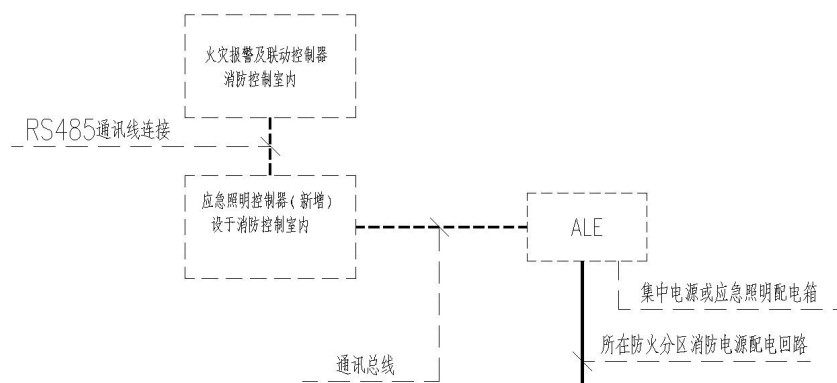 火灾报警及联动控制器
消防控制室内
RS485通讯线连接
应急照明控制器(新增)
设于消防控制室内
ALE
集中电源或应急照明配电箱
所在防火分区消防电源配电回路
通讯总线